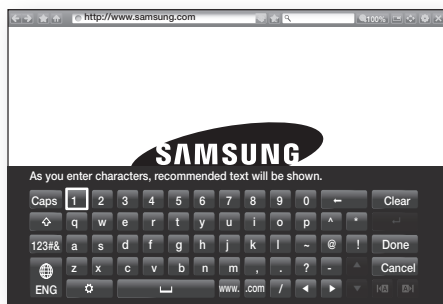 http://www.samsung.com 100%
SAMSUNG
As you enter characters, recommended text will be shown.
Caps 1 2 3 4 5 6 7 8 9 0 ← Clear
q w e r t y u i o p ^ *
123#& a s d f g h j k l ~ @ ! Done
z x c v b n m , . ? - Cancel
ENG www. .com /